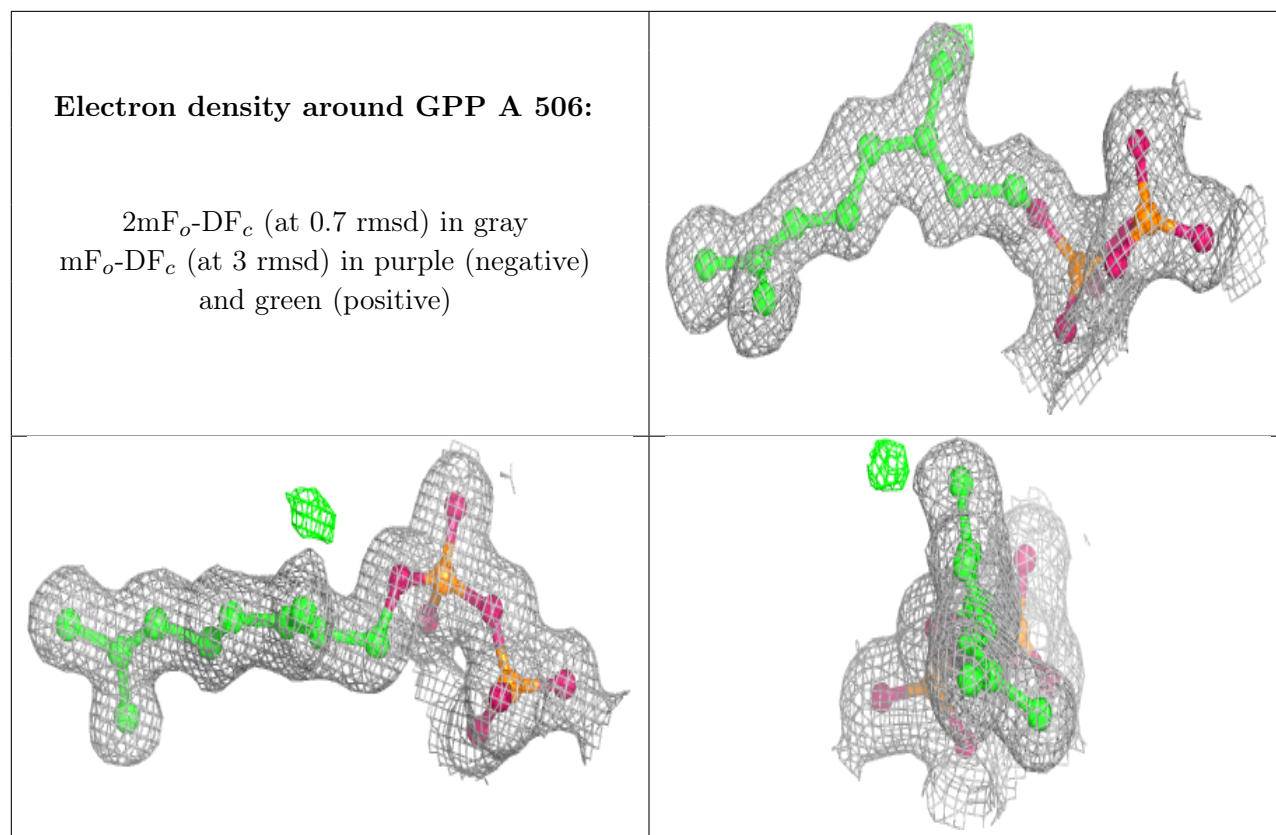 Electron density around GPP A 506:
2mFo-DFc (at 0.7 rmsd) in gray
mFo-DFc (at 3 rmsd) in purple (negative)
and green (positive)